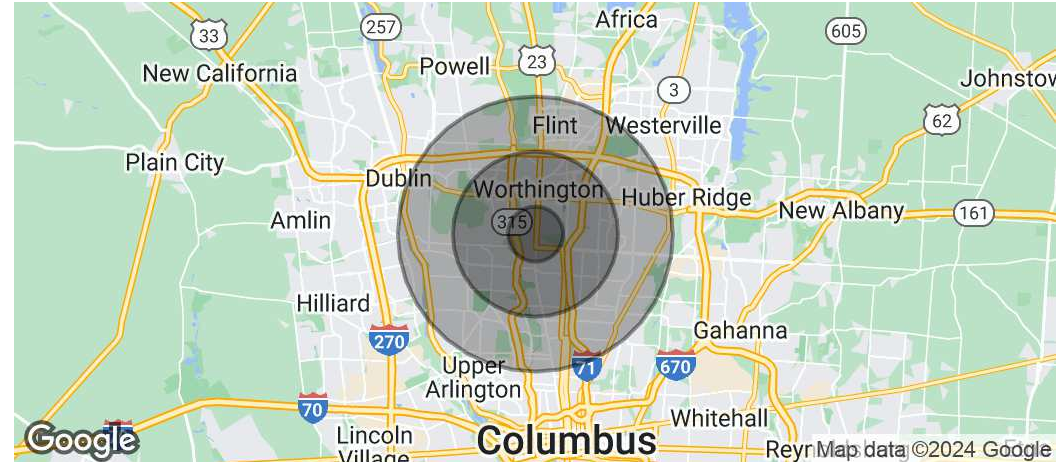 Africa
257
33
605
23
Powell
New California
Johnstow
3
62
Flint
Westerville
Plain City
Dublin
Worthington
Huber Ridge
New Albany
161
315
Amlin
Hilliard
Gahanna
270
Upper
Arlington
71
670
70
Whitehall
Lincoln
Village
Columbus
Google
Reyn
Map data ©2024 Google